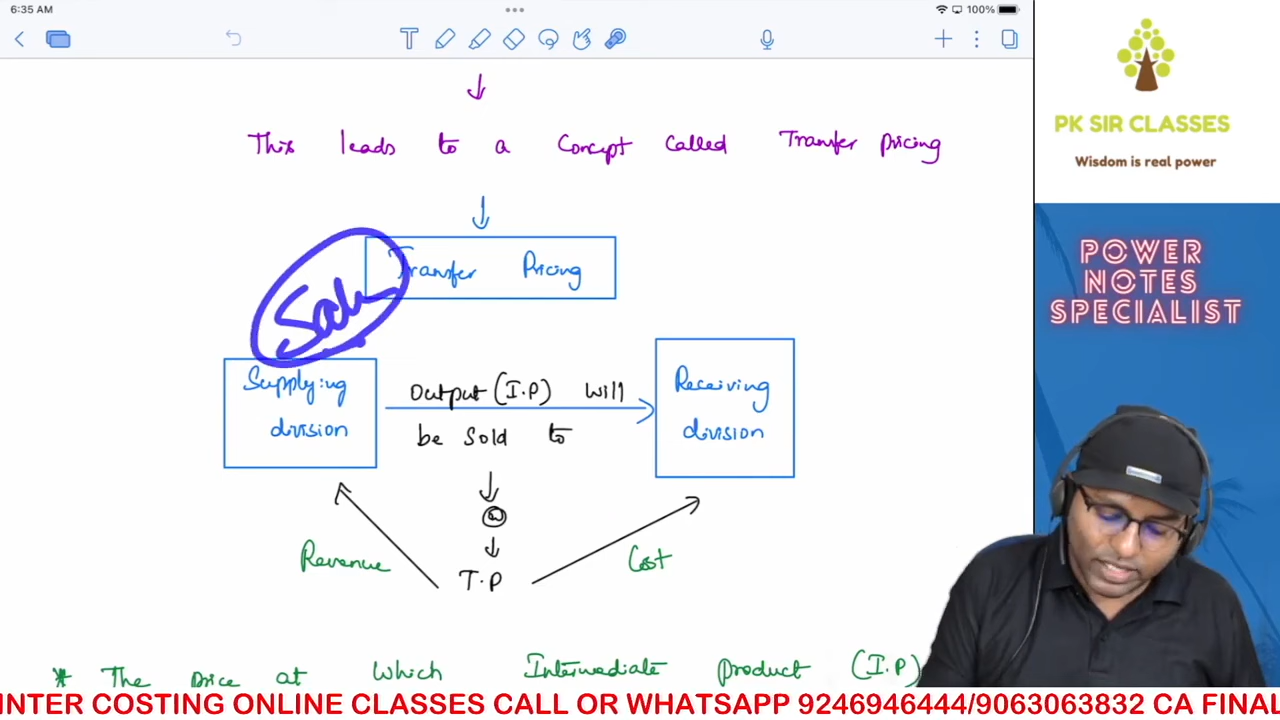 6:35 AM
100%
This leads to a Concept called Transfer pricing
PK SIR CLASSES
Wisdom is real power
POWER
NOTES
SPECIALIST
Transfer Pricing
Supplying
division
Output (I.P) will
be Sold to
Receiving
division
Revenue
Cost
T.P
* The price at which Intermediate product (I.P)
INTER COSTING ONLINE CLASSES CALL OR WHATSAPP 9246946444/9063063832 CA FINAL